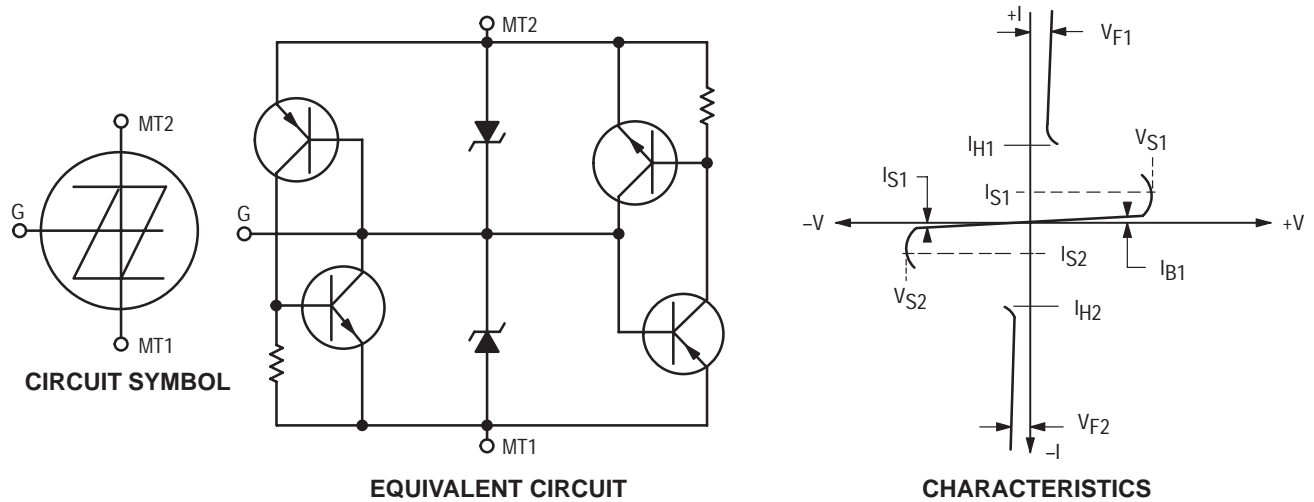 MT2
G
MT1
CIRCUIT SYMBOL
MT2
G
MT1
EQUIVALENT CIRCUIT
+I
VF1
IH1
VS1
IS1
IS1
–V
+V
IS2
IB1
VS2
IH2
VF2
–I
CHARACTERISTICS